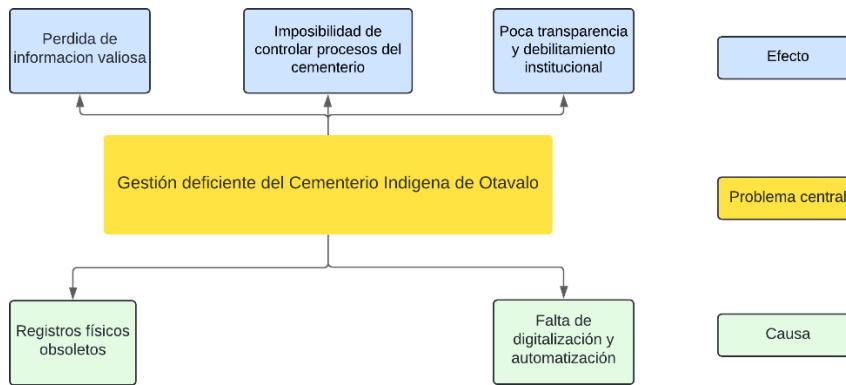 Perdida de
informacion valiosa
Imposibilidad de
controlar procesos del
cementerio
Poca transparencia
y debilitamiento
institucional
Efecto
Gestión deficiente del Cementerio Indigena de Otavalo
Problema central
Registros físicos
obsoletos
Falta de
digitalización y
automatización
Causa